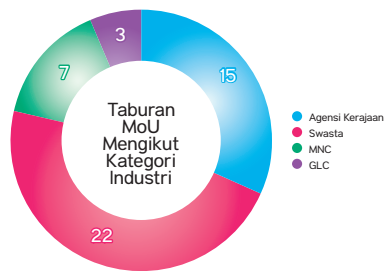 3
7
15
Taburan
MoU
Mengikut
Kategori
Industri
22
Agensi Kerajaan
Swasta
MNC
GLC